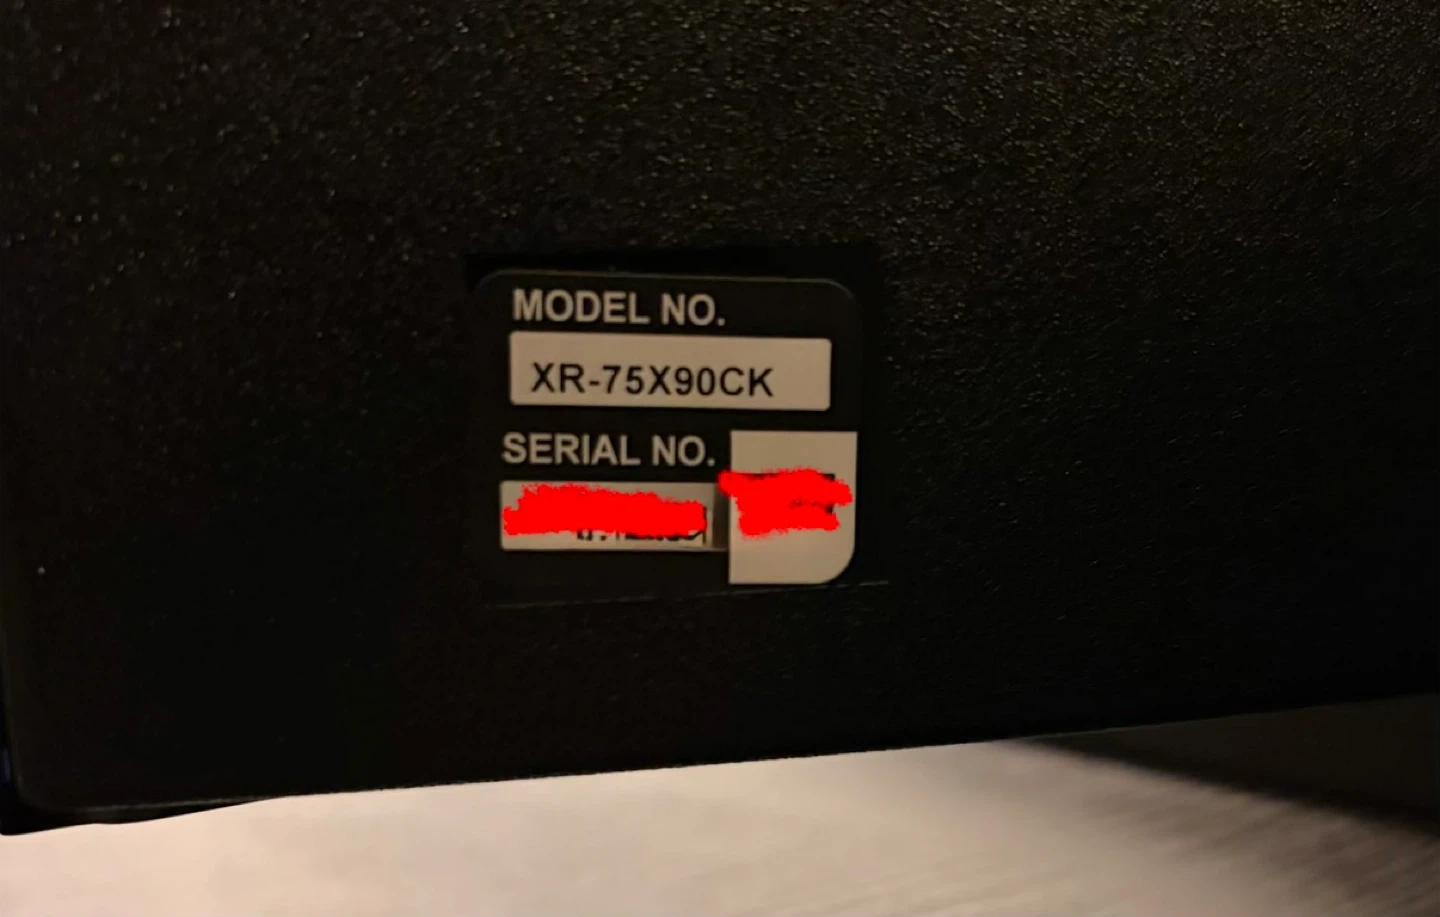 MODEL NO.
XR-75X90CK
SERIAL NO.